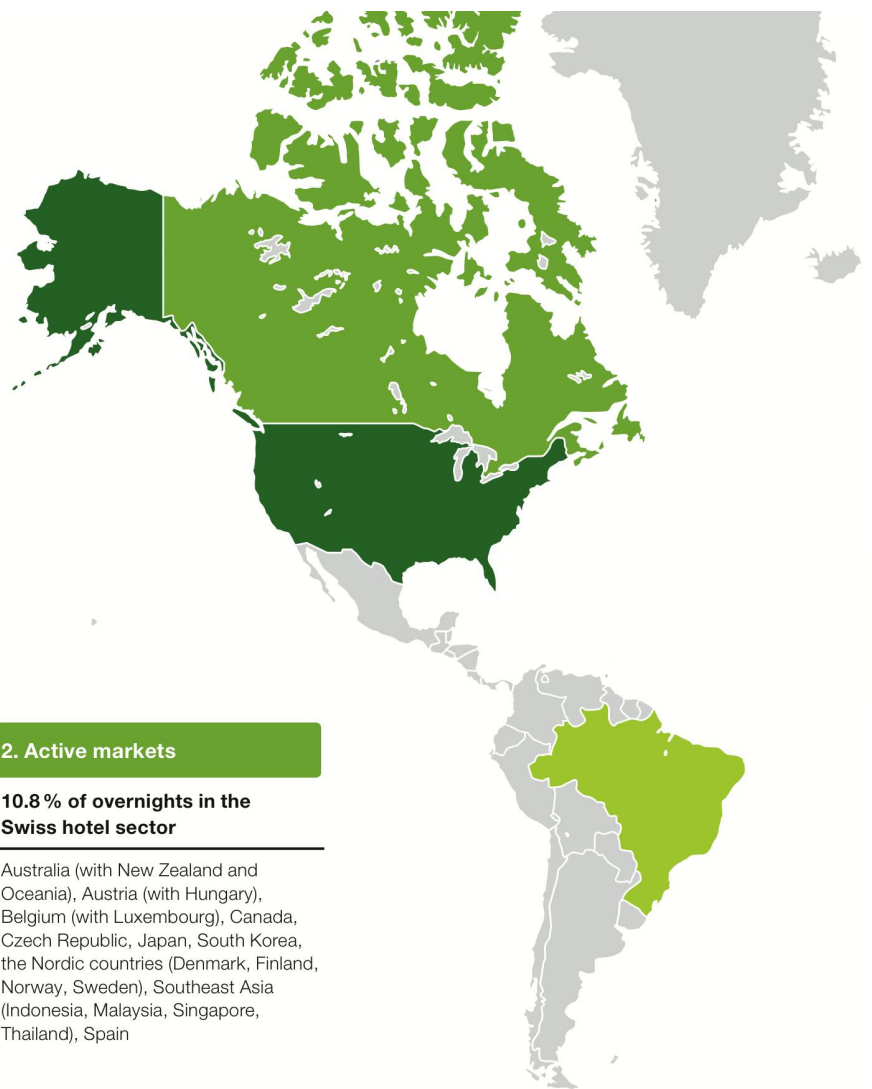 2. Active markets
10.8 % of overnights in the
Swiss hotel sector
Australia (with New Zealand and
Oceania), Austria (with Hungary),
Belgium (with Luxembourg), Canada,
Czech Republic, Japan, South Korea,
the Nordic countries (Denmark, Finland,
Norway, Sweden), Southeast Asia
(Indonesia, Malaysia, Singapore,
Thailand), Spain